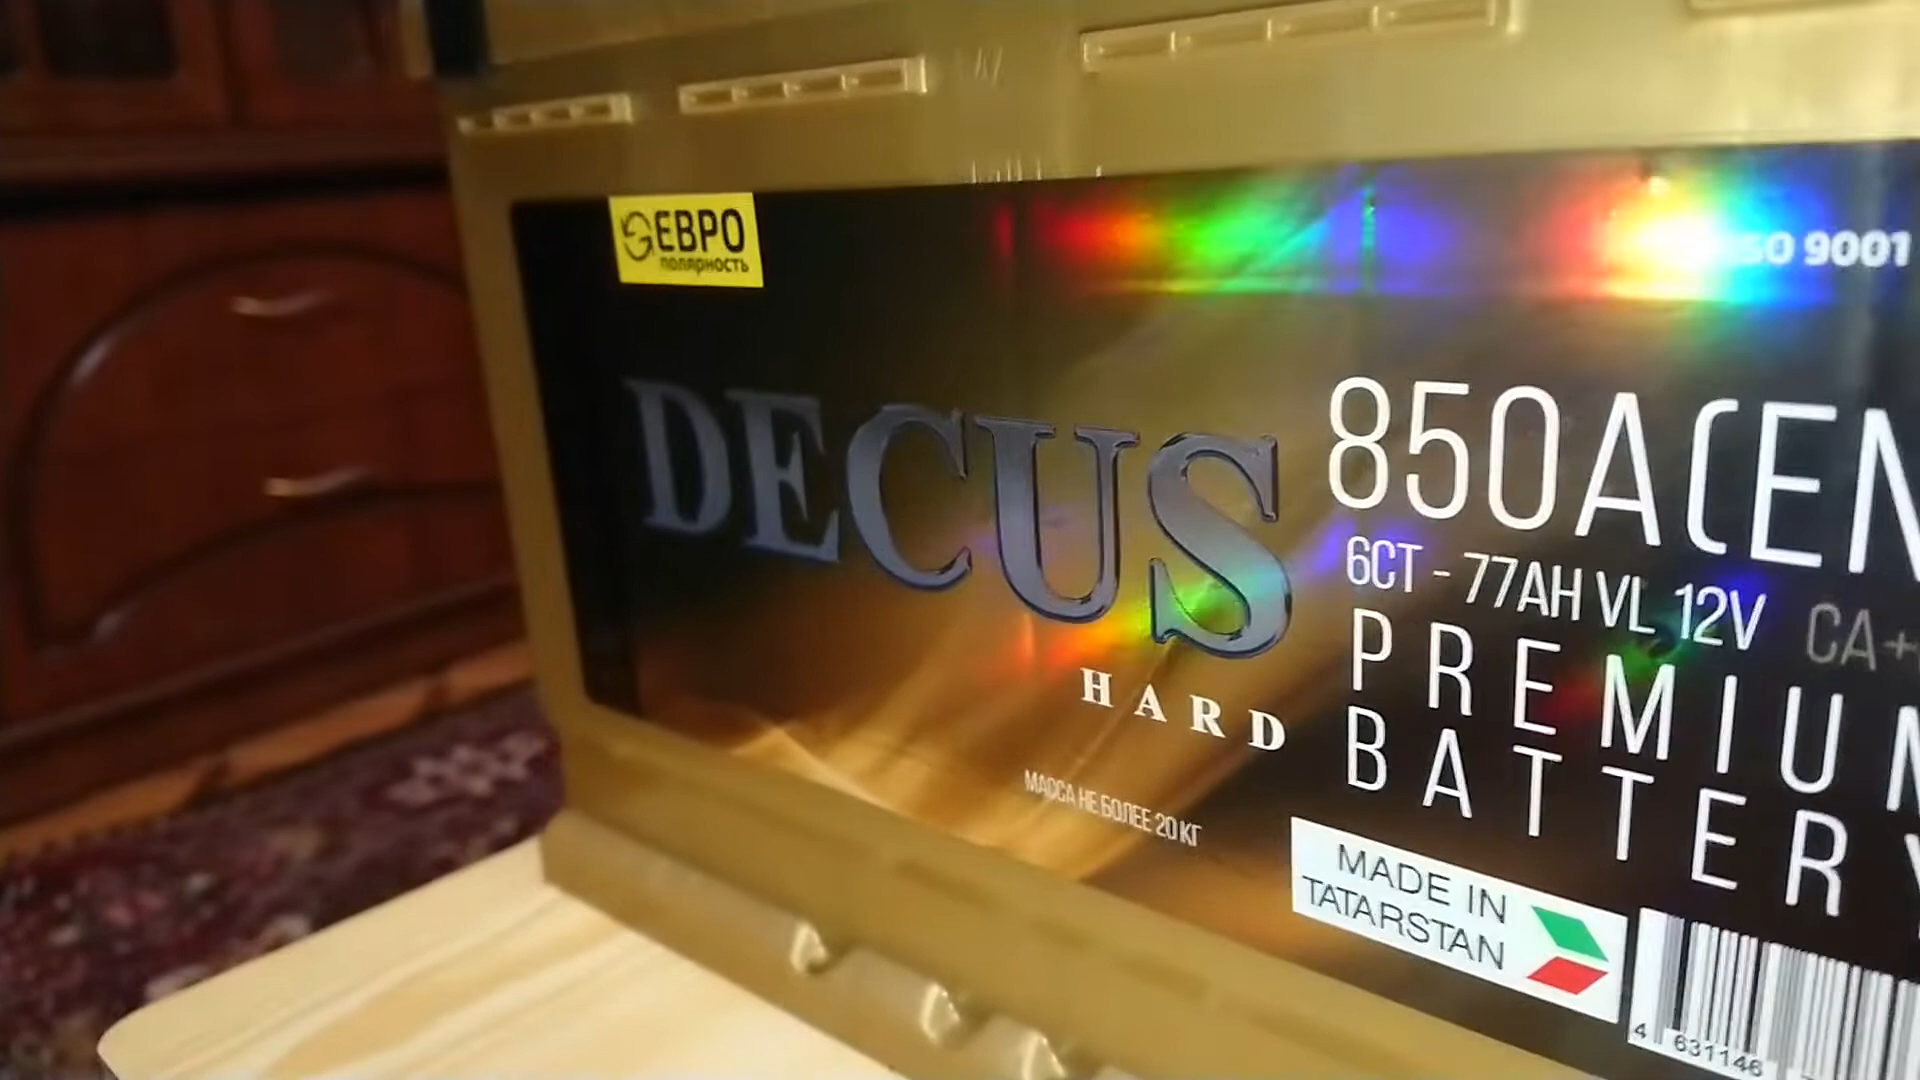 ЕВРО
полярность
ISO 9001
DECUS
HARD
850A(EN
6СТ - 77AH VL 12V CA+
PREMIUM
BATTERY
МАССА НЕ БОЛЕЕ 20 КГ
MADE IN
TATARSTAN
4 631146